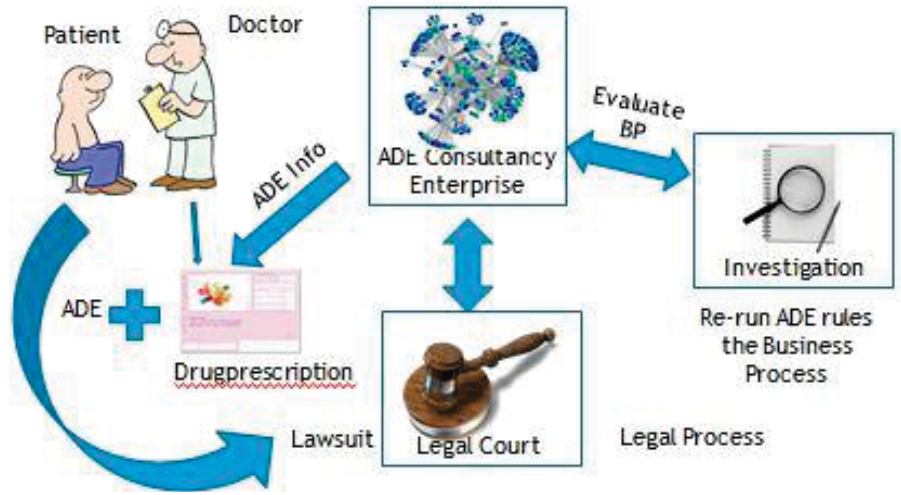 Patient
Doctor
ADE Info
ADE Consultancy
Enterprise
Evaluate
BP
Investigation
Re-run ADE rules
the Business
Process
ADE
Drugprescription
Lawsuit
Legal Court
Legal Process